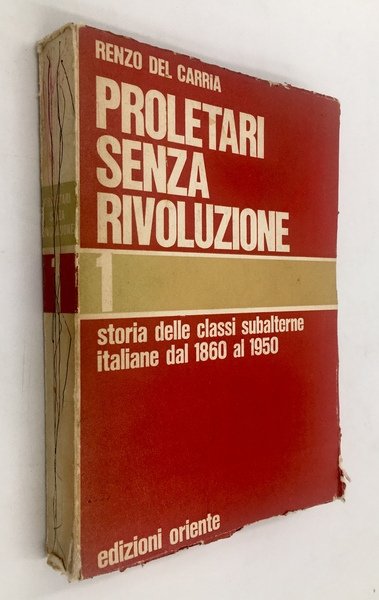 RENZO DEL CARRIA
PROLETARI
SENZA
RIVOLUZIONE
1
storia delle classi subalterne
italiane dal 1860 al 1950
edizioni oriente